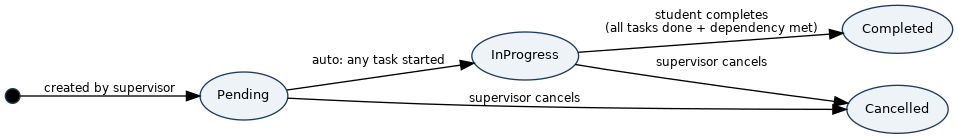 created by supervisor
Pending
auto: any task started
InProgress
student completes
(all tasks done + dependency met)
Completed
supervisor cancels
supervisor cancels
Cancelled